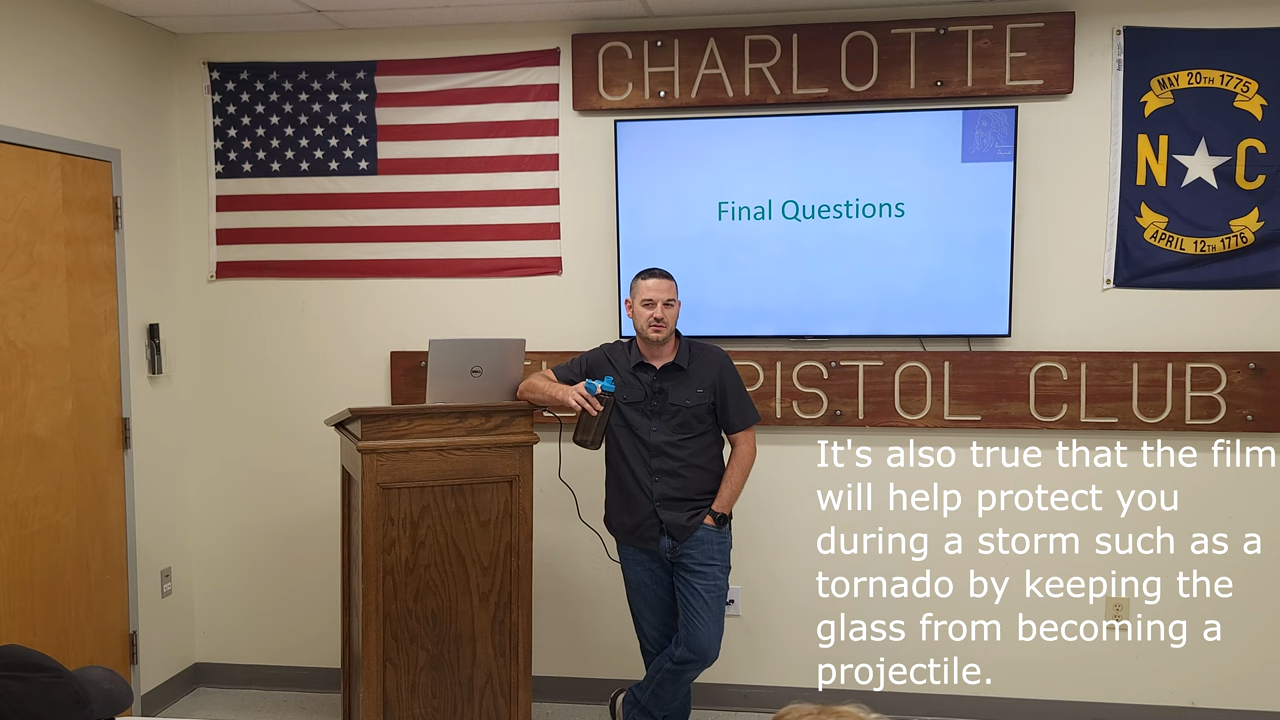 CHARLOTTE
MAY 20TH 1775
N C
APRIL 12TH 1776
Final Questions
DELL
PISTOL CLUB
It's also true that the film
will help protect you
during a storm such as a
tornado by keeping the
glass from becoming a
projectile.